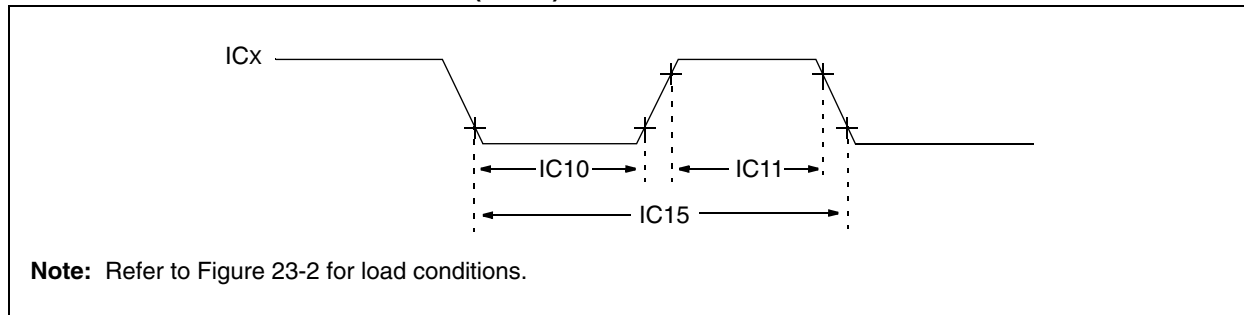 ICx
IC10
IC11
IC15
Note: Refer to Figure 23-2 for load conditions.